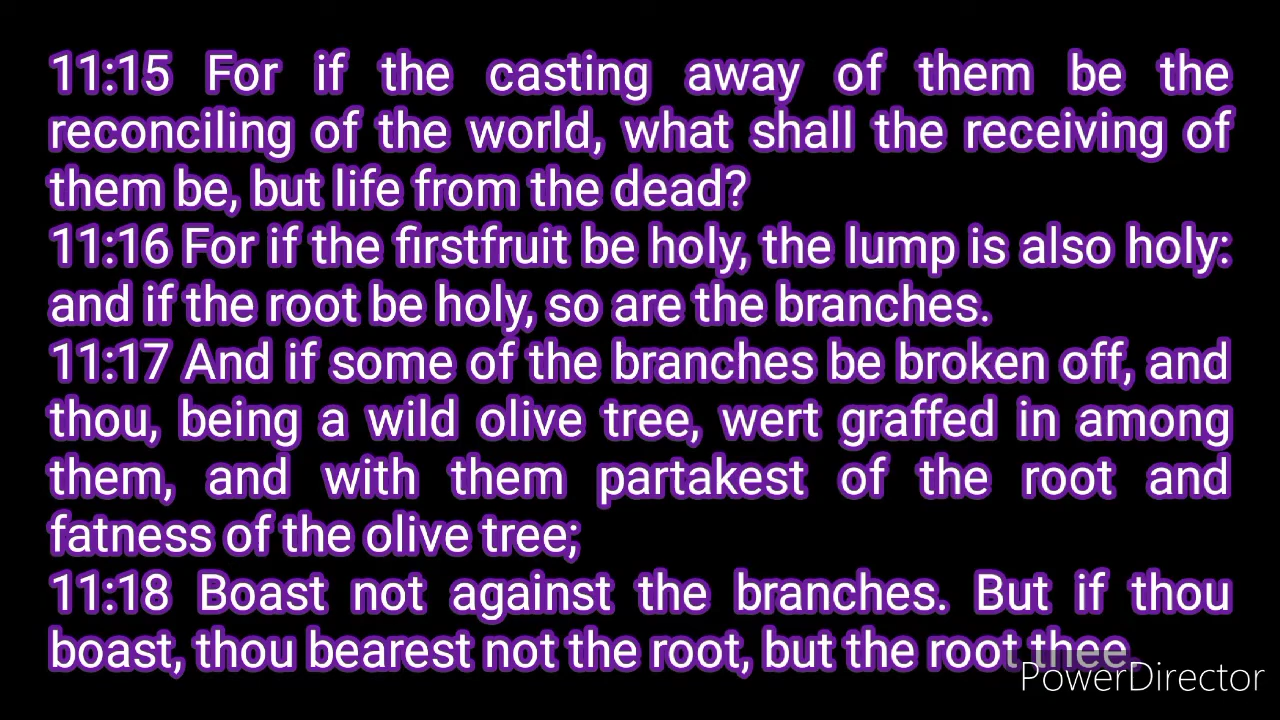 11:15 For if the casting away of them be the
reconciling of the world, what shall the receiving of
them be, but life from the dead?
11:16 For if the firstfruit be holy, the lump is also holy:
and if the root be holy, so are the branches.
11:17 And if some of the branches be broken off, and
thou, being a wild olive tree, wert graffed in among
them, and with them partakest of the root and
fatness of the olive tree;
11:18 Boast not against the branches. But if thou
boast, thou bearest not the root, but the root thee.
PowerDirector